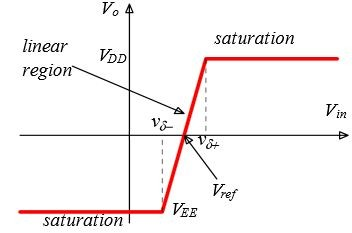 V_o
saturation
linear
region
V_DD
V_in
v_δ−
v_δ+
V_ref
V_EE
saturation